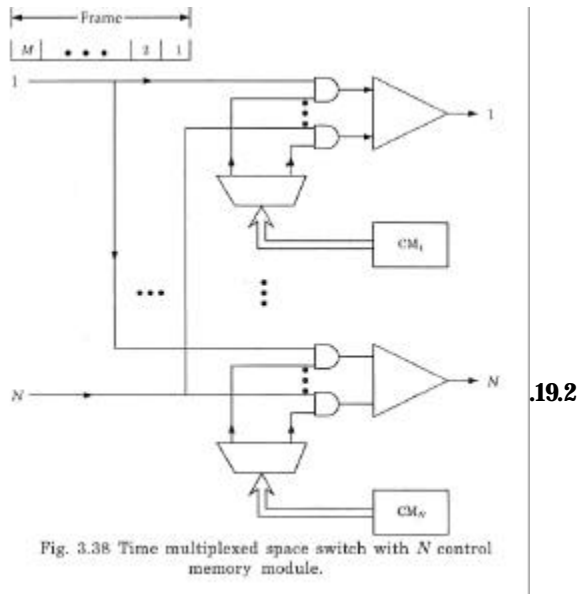 Frame
M ••• 2 1
1
1
CM₁
•••
N
N
.19.2
CM_N
Fig. 3.38 Time multiplexed space switch with N control
memory module.